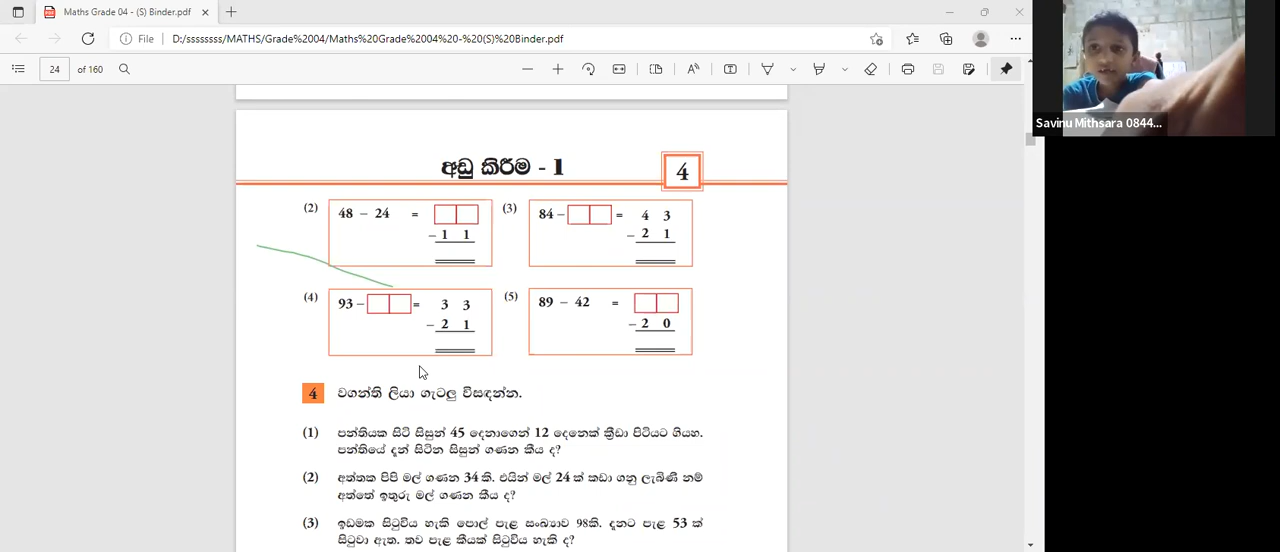 Maths Grade 04 - (S) Binder.pdf
File D:/ssssssss/MATHS/Grade%2004/Maths%20Grade%2004%20-%20(S)%20Binder.pdf
24 of 160
Savinu Mithsara 0844...
අඩු කිරීම - 1
4
(2) 48 - 24 =
- 1 1
(3) 84 - = 4 3
- 2 1
(4) 93 - = 3 3
- 2 1
(5) 89 - 42 =
- 2 0
4 වගන්ති ලියා ගැටලු විසඳන්න.
(1) පන්තියක සිටි සිසුන් 45 දෙනාගෙන් 12 දෙනෙක් ක්‍රීඩා පිටියට ගියහ.
පන්තියේ දැන් සිටින සිසුන් ගණන කීය ද?
(2) අත්තක පිපි මල් ගණන 34 කි. එයින් මල් 24 ක් කඩා ගනු ලැබිණි නම්
අත්තේ ඉතුරු මල් ගණන කීය ද?
(3) ඉඩමක සිටුවිය හැකි පොල් පැළ සංඛ්‍යාව 98කි. දැනට පැළ 53 ක්
සිටුවා ඇත. තව පැළ කීයක් සිටුවිය හැකි ද?